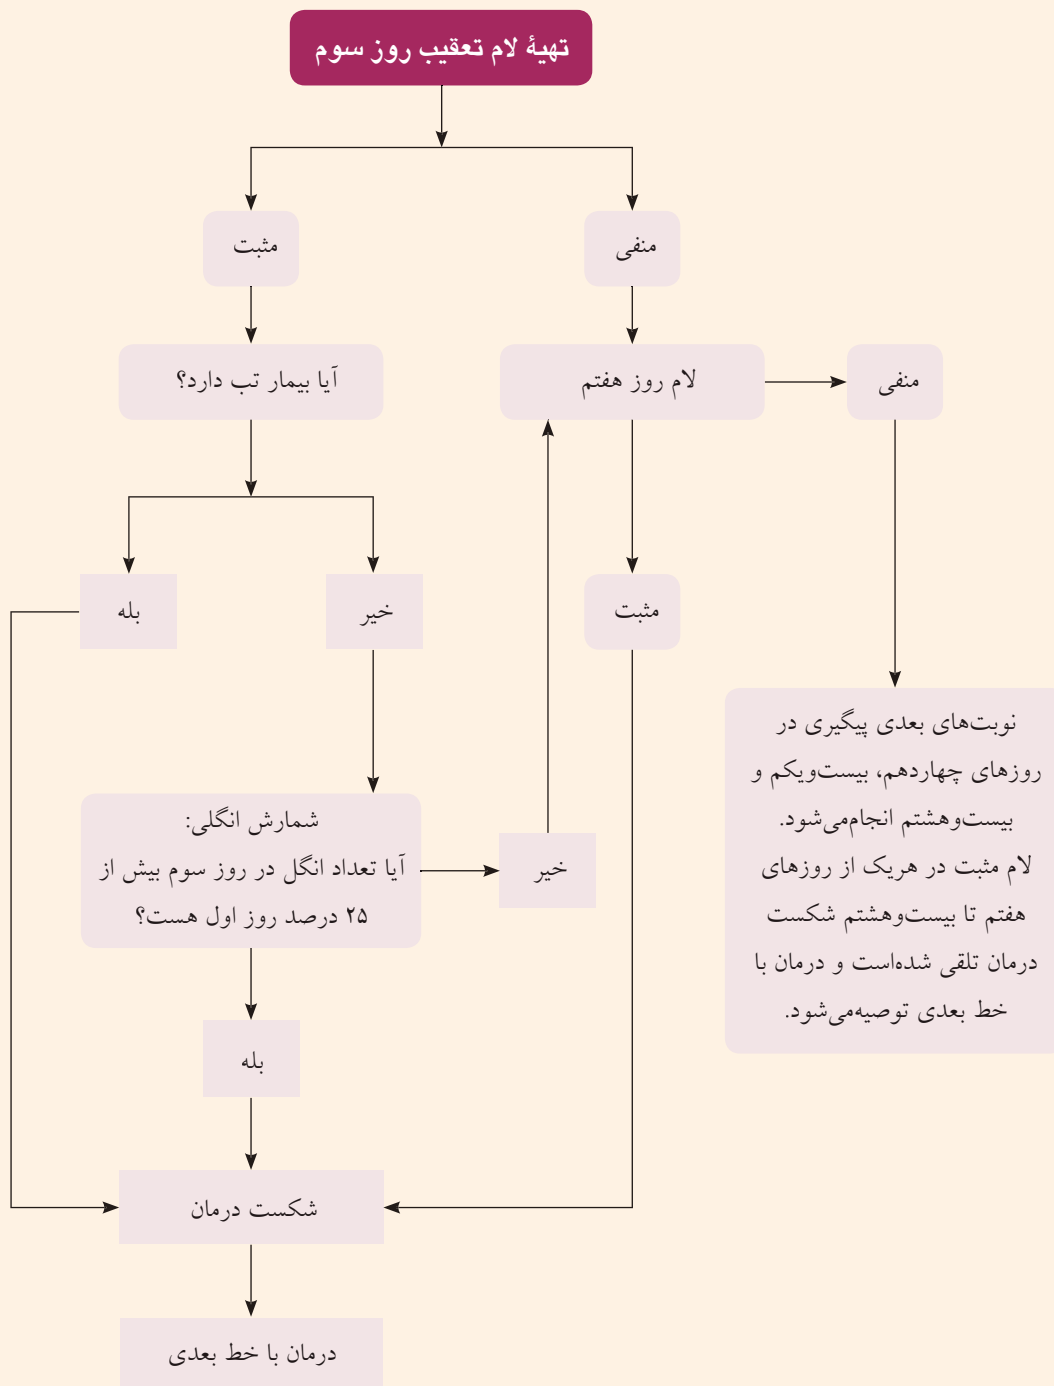 تهیهٔ لام تعقیب روز سوم
مثبت
منفی
آیا بیمار تب دارد؟
لام روز هفتم
منفی
بله
خیر
مثبت
نوبت‌های بعدی پیگیری در
روزهای چهاردهم، بیست‌ویکم و
بیست‌وهشتم انجام‌می‌شود.
لام مثبت در هریک از روزهای
هفتم تا بیست‌وهشتم شکست
درمان تلقی شده‌است و درمان با
خط بعدی توصیه‌می‌شود.
شمارش انگلی:
آیا تعداد انگل در روز سوم بیش از
۲۵ درصد روز اول هست؟
خیر
بله
شکست درمان
درمان با خط بعدی